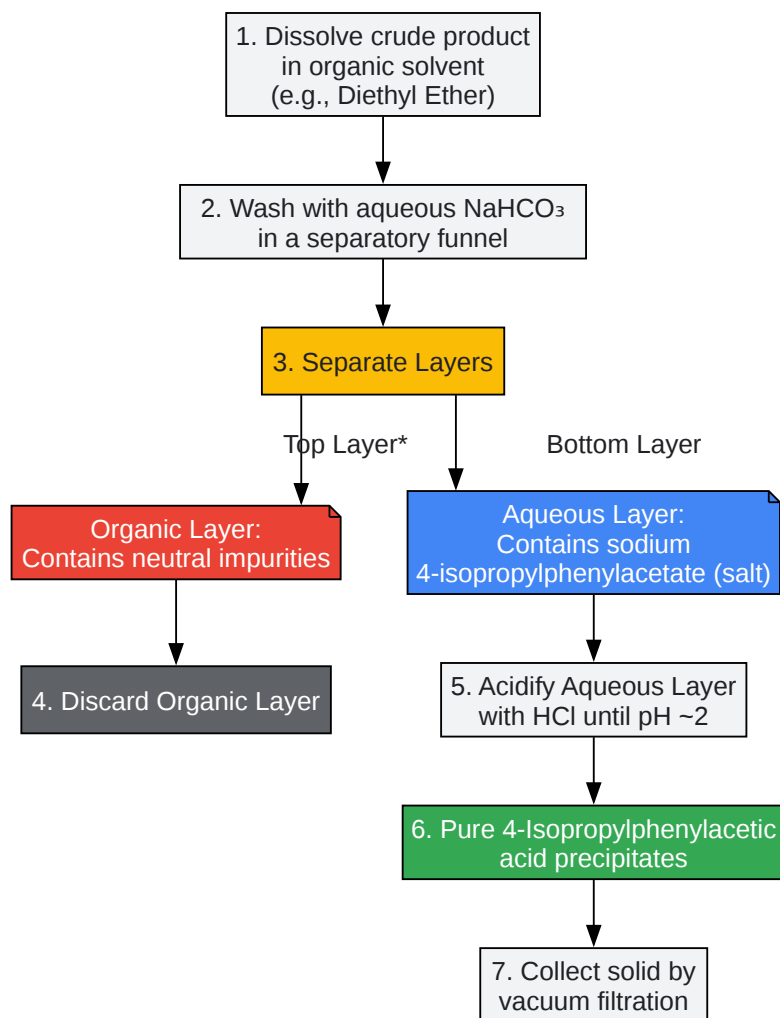 1. Dissolve crude product
in organic solvent
(e.g., Diethyl Ether)
2. Wash with aqueous NaHCO₃
in a separatory funnel
3. Separate Layers
Top Layer*
Bottom Layer
Organic Layer:
Contains neutral impurities
Aqueous Layer:
Contains sodium
4-isopropylphenylacetate (salt)
4. Discard Organic Layer
5. Acidify Aqueous Layer
with HCl until pH ~2
6. Pure 4-Isopropylphenylacetic
acid precipitates
7. Collect solid by
vacuum filtration